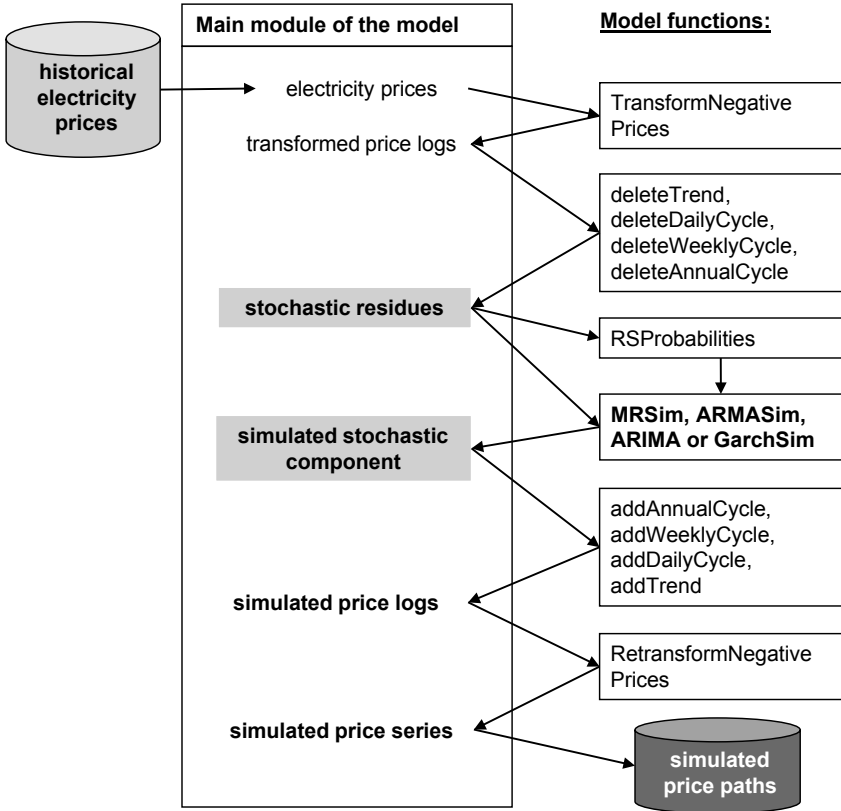 Main module of the model
Model functions:
historical
electricity
prices
electricity prices
TransformNegative
Prices
transformed price logs
deleteTrend,
deleteDailyCycle,
deleteWeeklyCycle,
deleteAnnualCycle
stochastic residues
RSProbabilities
MRSim, ARMASim,
ARIMA or GarchSim
simulated stochastic
component
addAnnualCycle,
addWeeklyCycle,
addDailyCycle,
addTrend
simulated price logs
RetransformNegative
Prices
simulated price series
simulated
price paths